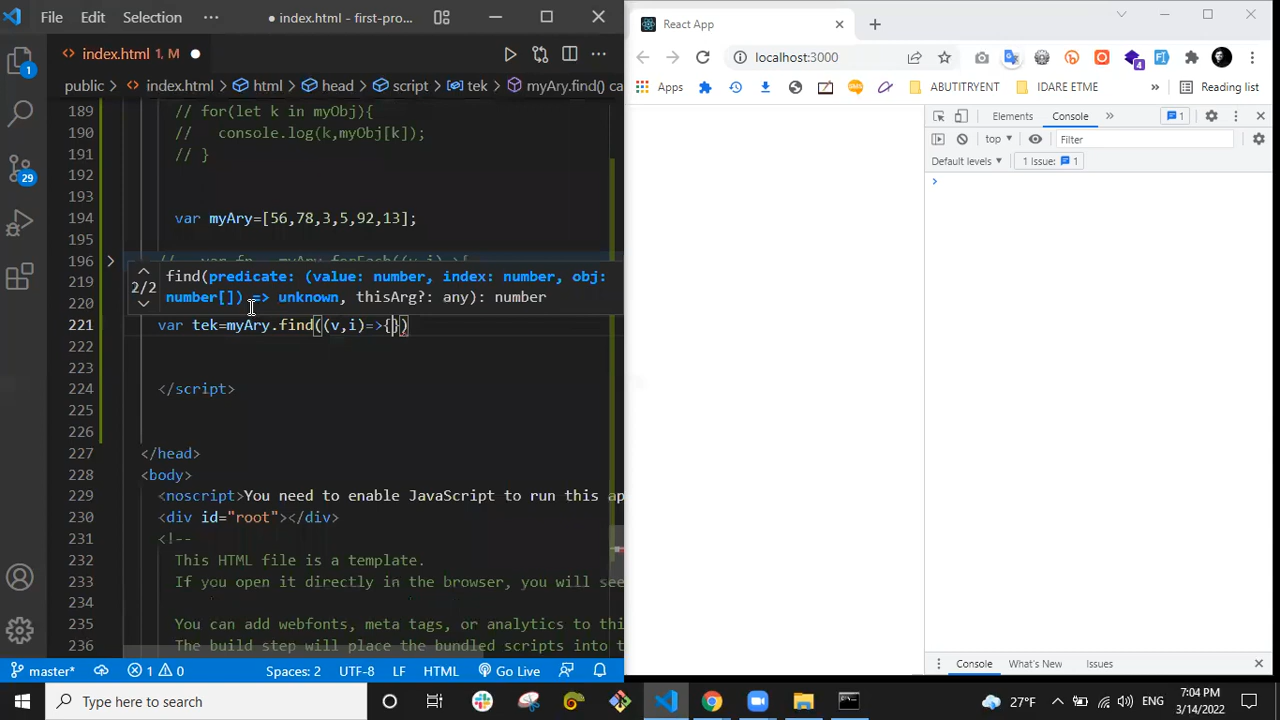 File Edit Selection ··· ● index.html - first-pro...
React App
index.html 1, M
localhost:3000
public > index.html > html > head > script > tek > myAry.find() ca
Apps ABUTITRYENT IDARE ETME » Reading list
Elements Console » 1
top Filter
Default levels 1 Issue: 1
189 // for(let k in myObj){
190 //   console.log(k,myObj[k]);
191 // }
192
193
194 var myAry=[56,78,3,5,92,13];
195
196
219
220
find(predicate: (value: number, index: number, obj:
2/2 number[]) => unknown, thisArg?: any): number
221 var tek=myAry.find((v,i)=>{})
222
223
224 </script>
225
226
227 </head>
228 <body>
229 <noscript>You need to enable JavaScript to run this ap
230 <div id="root"></div>
231 <!--
232 This HTML file is a template.
233 If you open it directly in the browser, you will see
234
235 You can add webfonts, meta tags, or analytics to thi
236 The build step will place the bundled scripts into t
1
29
4
master* 1 0 Spaces: 2 UTF-8 LF HTML Go Live
Console What's New Issues
Type here to search
27°F ENG 7:04 PM
3/14/2022